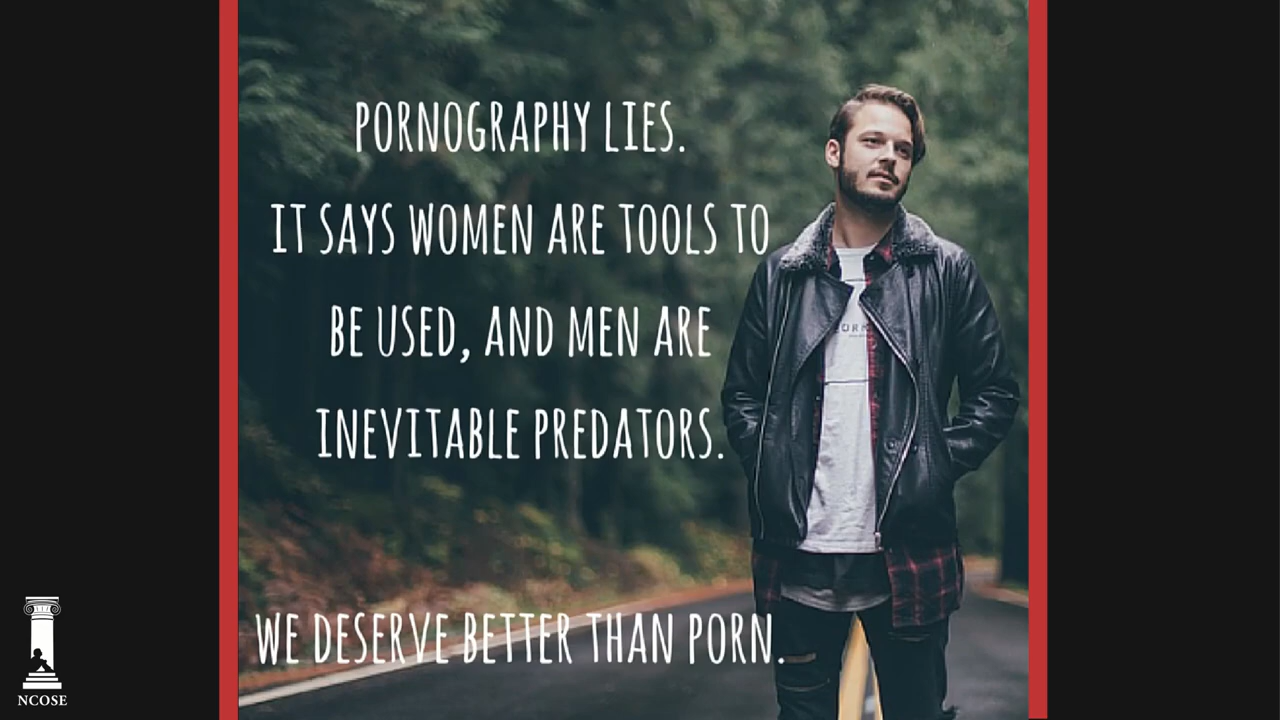 PORNOGRAPHY LIES.
IT SAYS WOMEN ARE TOOLS TO
BE USED, AND MEN ARE
INEVITABLE PREDATORS.
WE DESERVE BETTER THAN PORN.
NCOSE